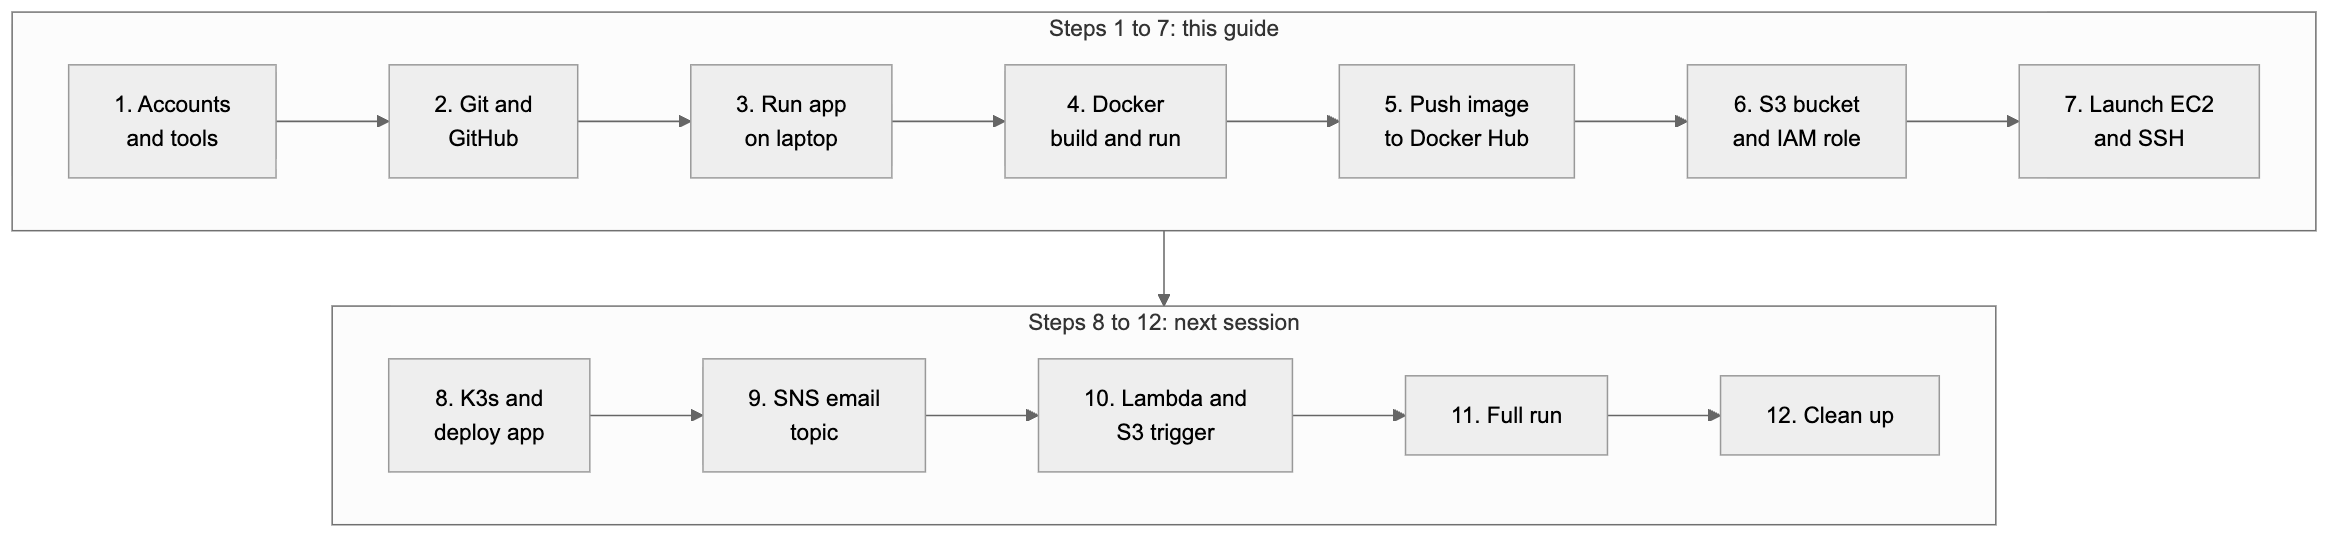 Steps 1 to 7: this guide
1. Accounts
and tools
2. Git and
GitHub
3. Run app
on laptop
4. Docker
build and run
5. Push image
to Docker Hub
6. S3 bucket
and IAM role
7. Launch EC2
and SSH
Steps 8 to 12: next session
8. K3s and
deploy app
9. SNS email
topic
10. Lambda and
S3 trigger
11. Full run
12. Clean up